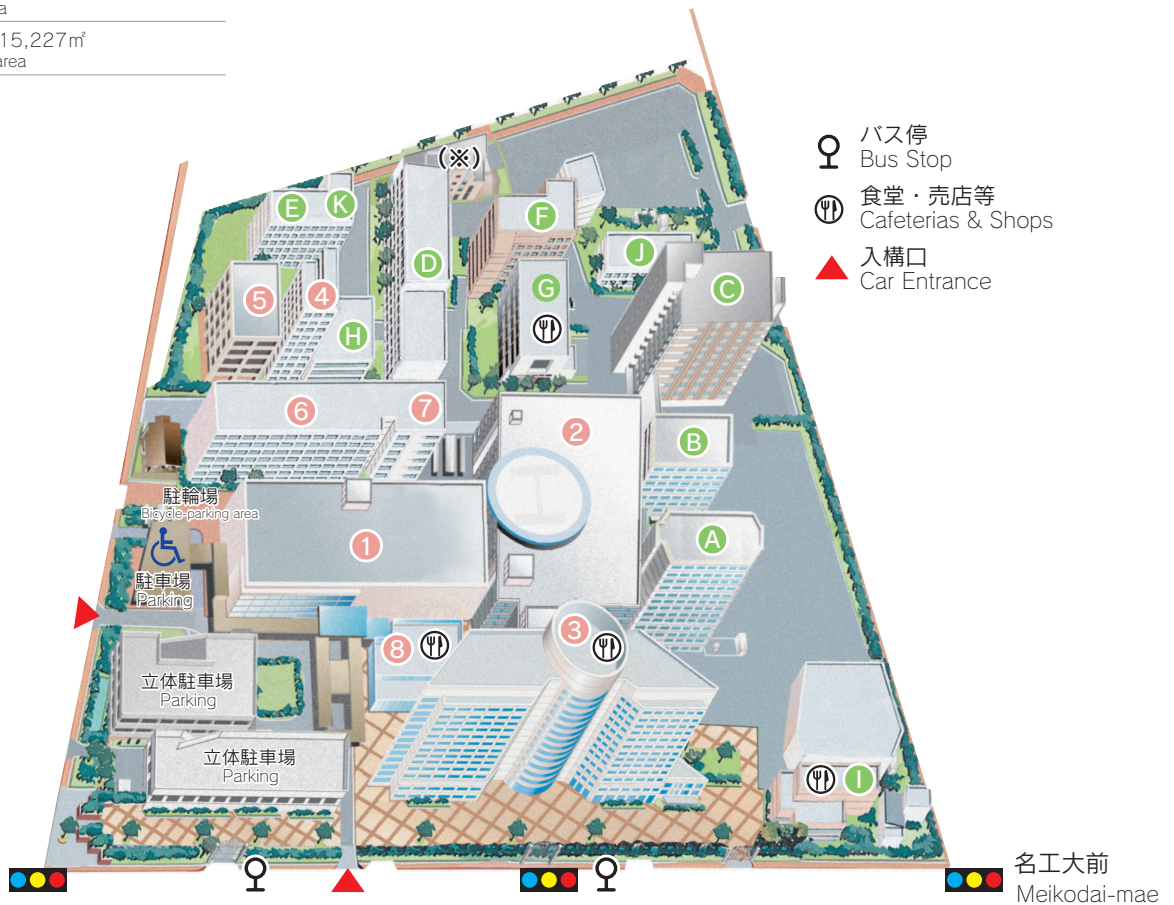 a
15,227㎡
area
バス停
Bus Stop
食堂・売店等
Cafeterias & Shops
入構口
Car Entrance
(※)
E
K
F
D
J
G
C
5
4
H
6
7
2
B
駐輪場
Bicycle-parking area
1
A
駐車場
Parking
3
8
立体駐車場
Parking
立体駐車場
Parking
I
名工大前
Meikodai-mae